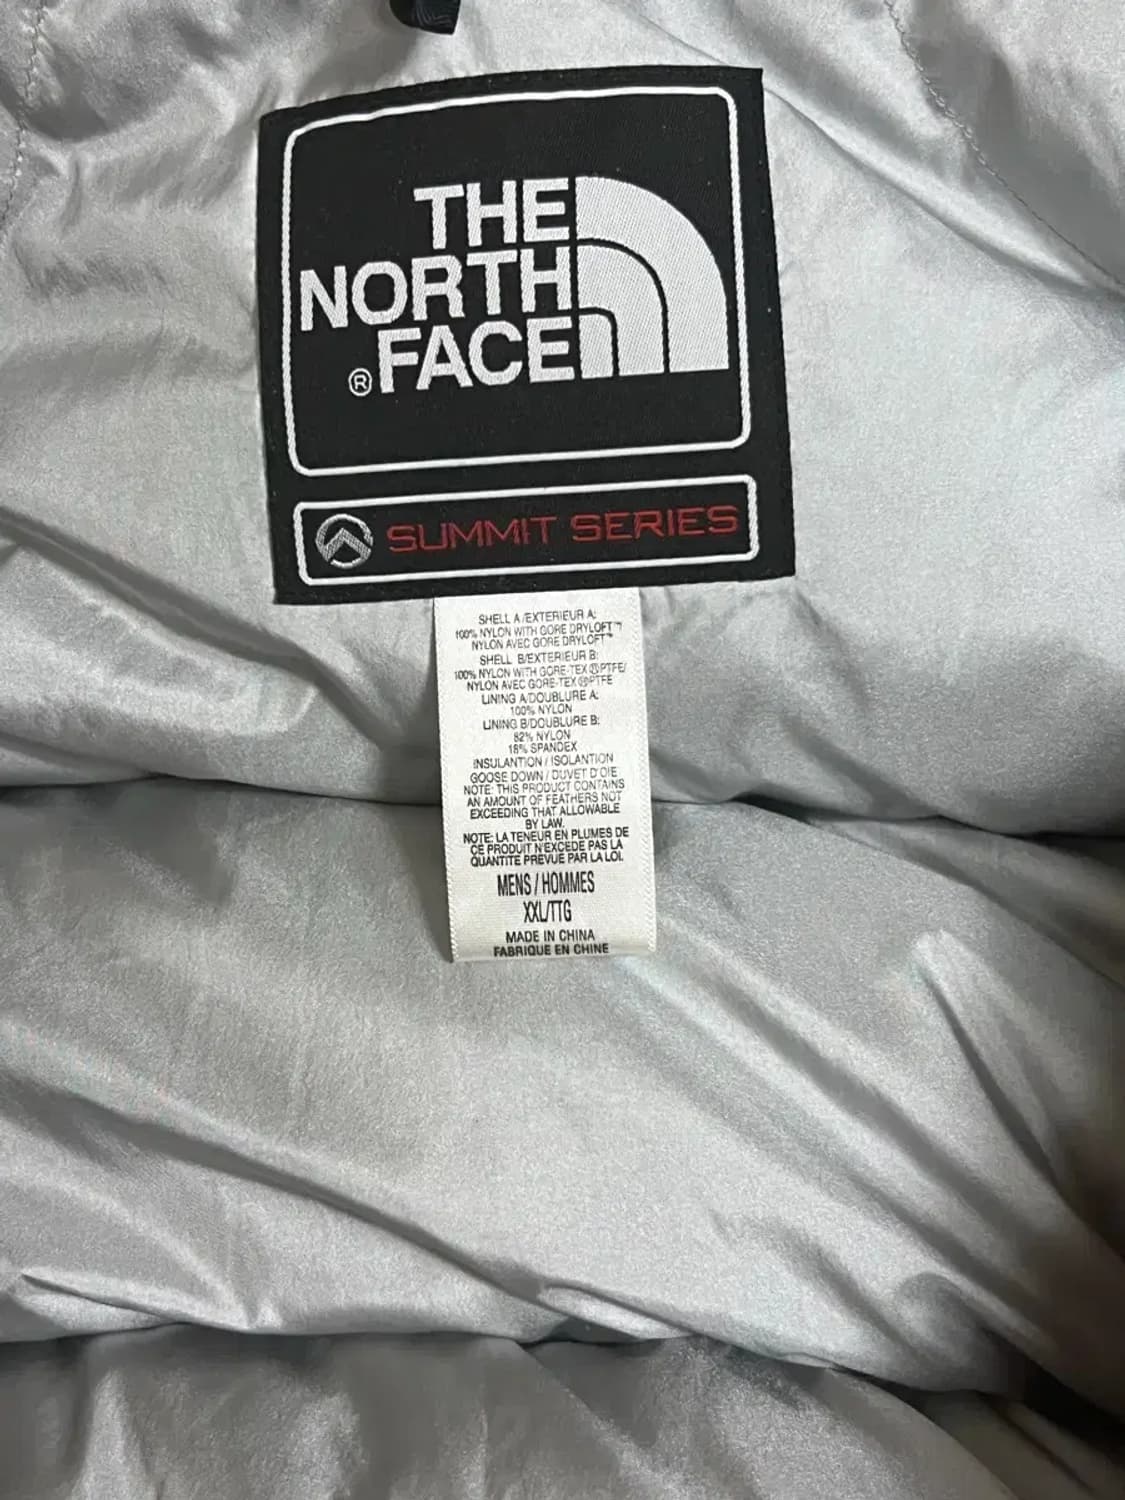 THE
NORTH
®FACE
SUMMIT SERIES
SHELL A/EXTERIEUR A:
100% NYLON WITH GORE DRYLOFT™/
NYLON AVEC GORE DRYLOFT™
SHELL B/EXTERIEUR B:
100% NYLON WITH GORE-TEX ®PTFE/
NYLON AVEC GORE-TEX ®PTFE
LINING A/DOUBLURE A:
100% NYLON
LINING B/DOUBLURE B:
82% NYLON
18% SPANDEX
INSULANTION / ISOLANTION
GOOSE DOWN / DUVET D'OIE
NOTE: THIS PRODUCT CONTAINS
AN AMOUNT OF FEATHERS NOT
EXCEEDING THAT ALLOWABLE
BY LAW.
NOTE: LA TENEUR EN PLUMES DE
CE PRODUIT N'EXCEDE PAS LA
QUANTITE PREVUE PAR LA LOI.
MENS / HOMMES
XXL/TTG
MADE IN CHINA
FABRIQUE EN CHINE